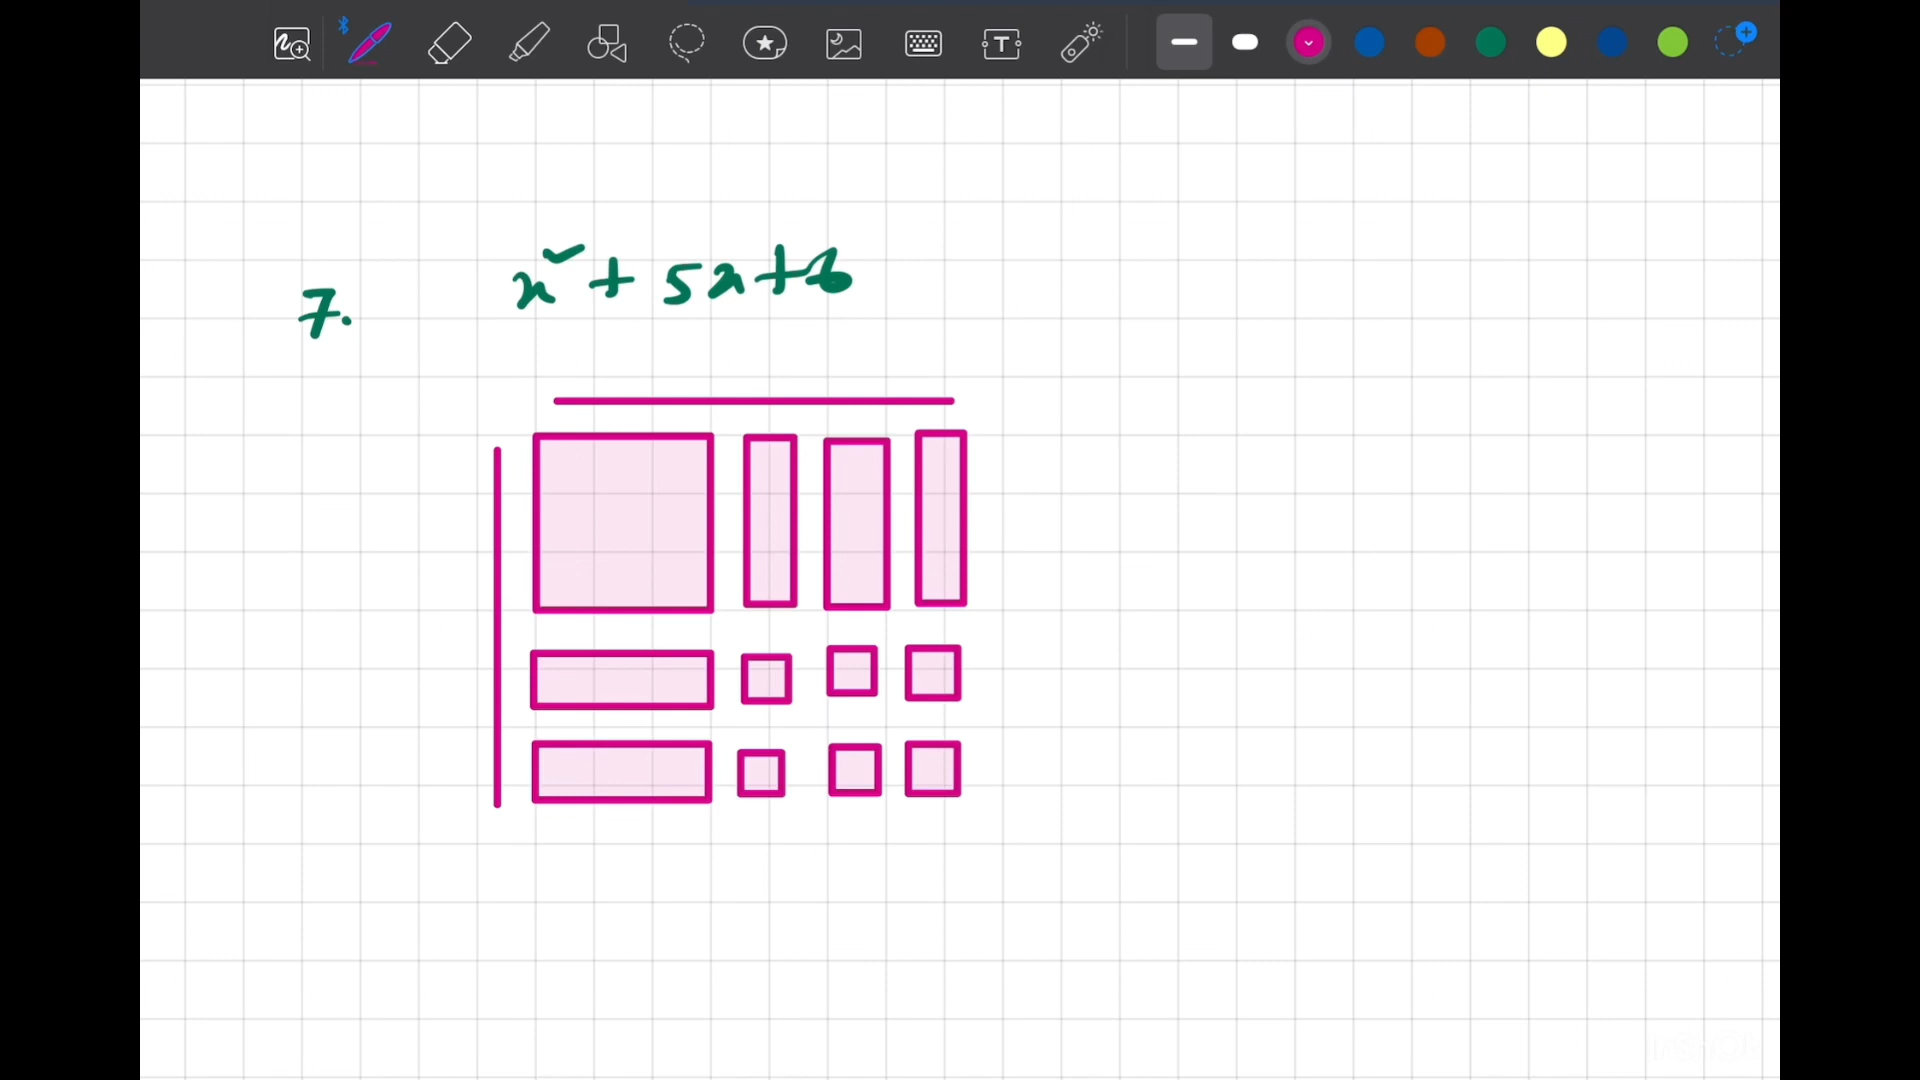 x² + 5x + 6
7.